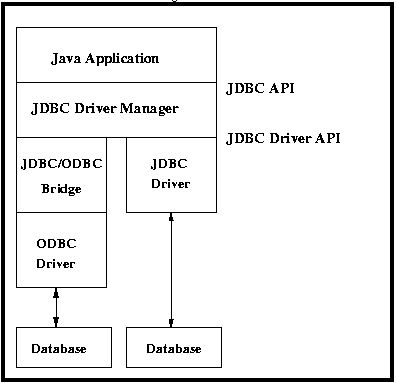 Java Application
JDBC API
JDBC Driver Manager
JDBC Driver API
JDBC/ODBC
Bridge
JDBC
Driver
ODBC
Driver
Database
Database